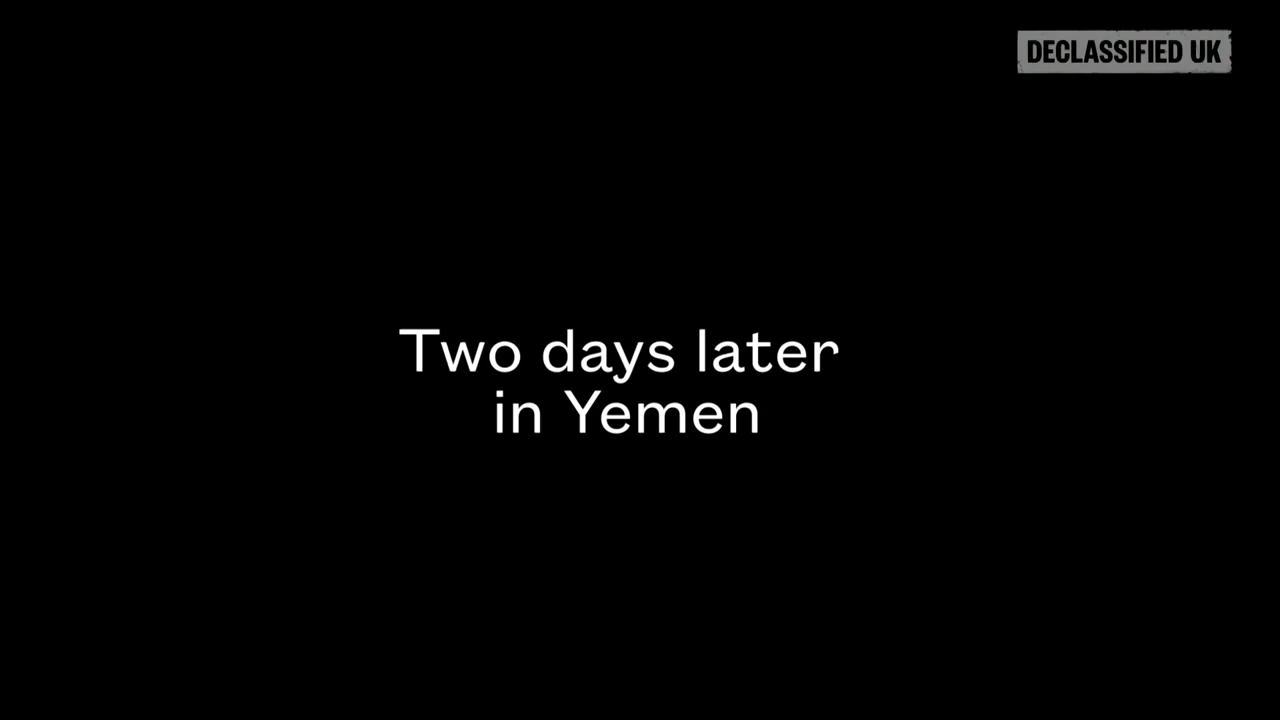 DECLASSIFIED UK
Two days later
in Yemen